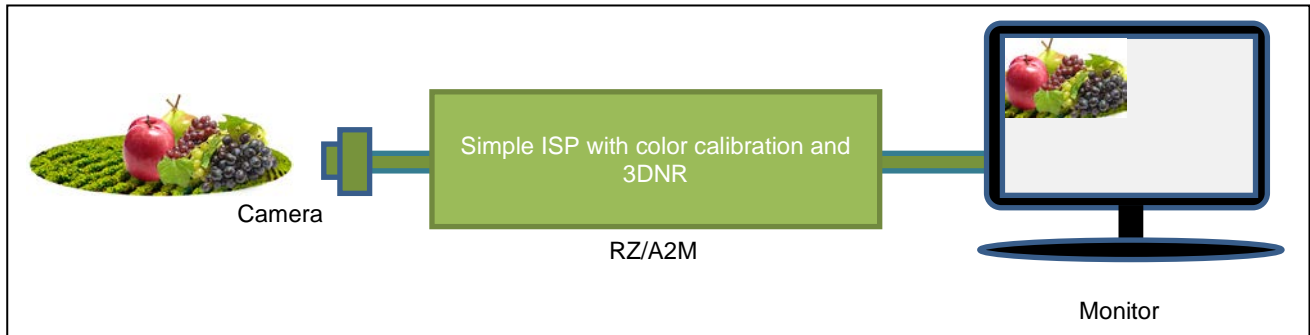 Simple ISP with color calibration and
3DNR
Camera
RZ/A2M
Monitor